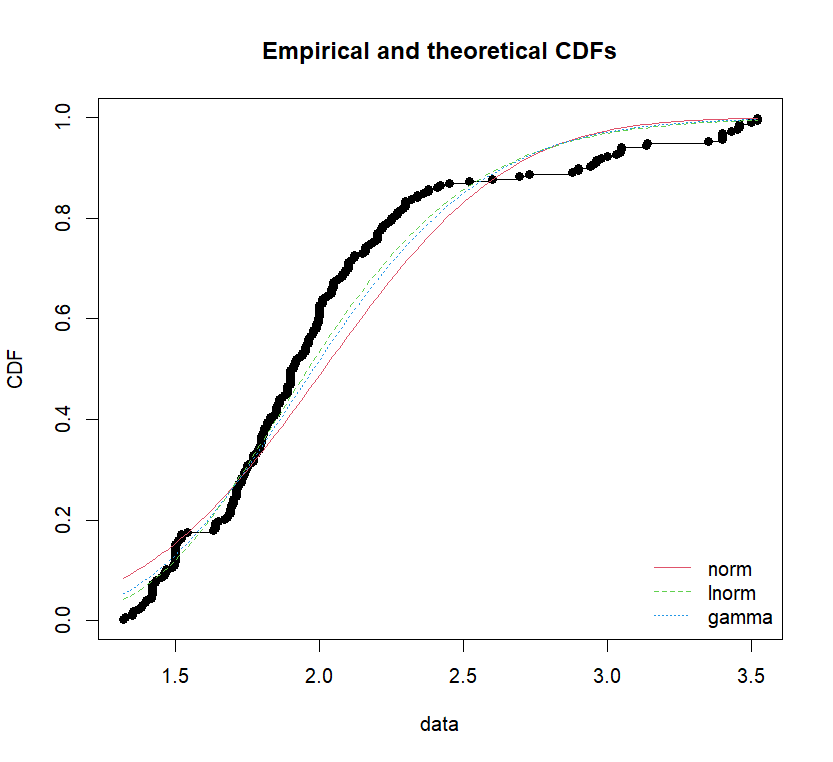 Empirical and theoretical CDFs
CDF
1.0
0.8
0.6
0.4
0.2
0.0
norm
lnorm
gamma
1.5 2.0 2.5 3.0 3.5
data